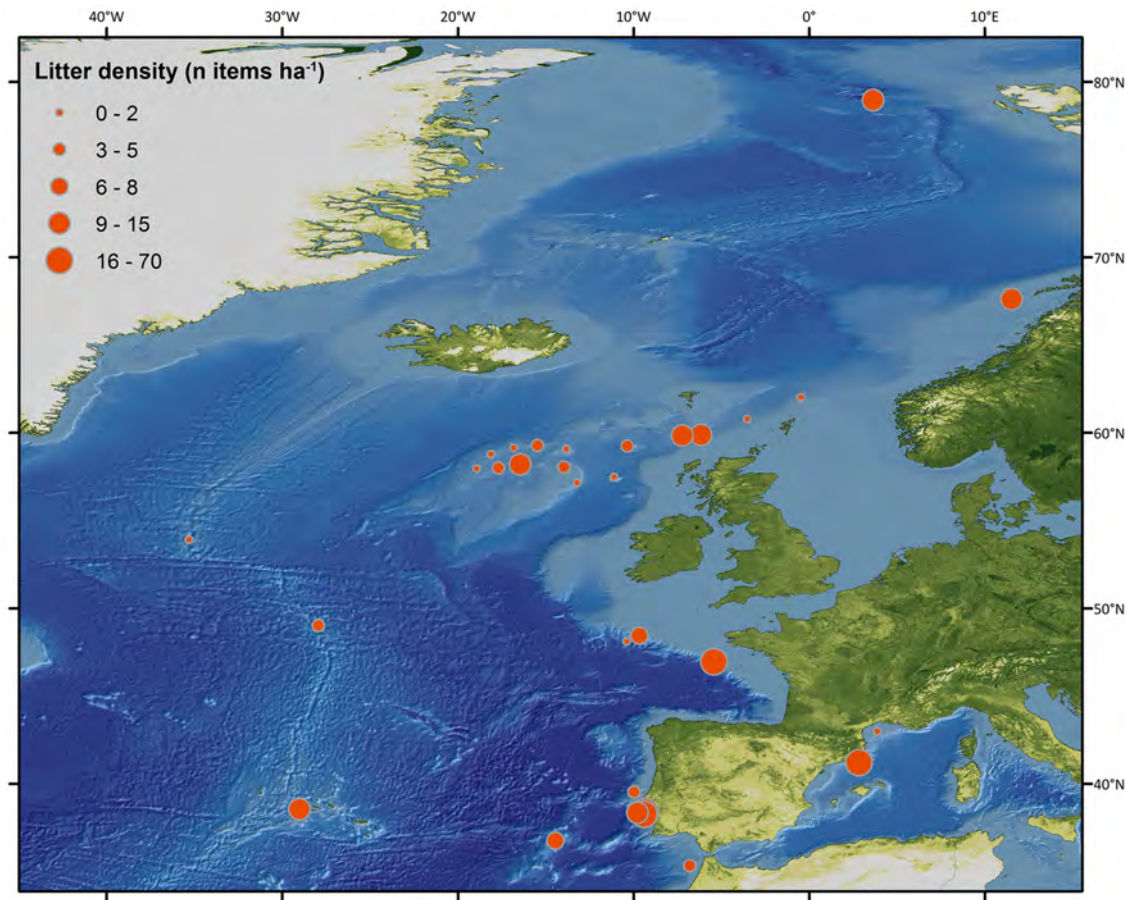 40°W 30°W 20°W 10°W 0° 10°E
Litter density (n items ha⁻¹)
0 - 2
3 - 5
6 - 8
9 - 15
16 - 70
80°N
70°N
60°N
50°N
40°N